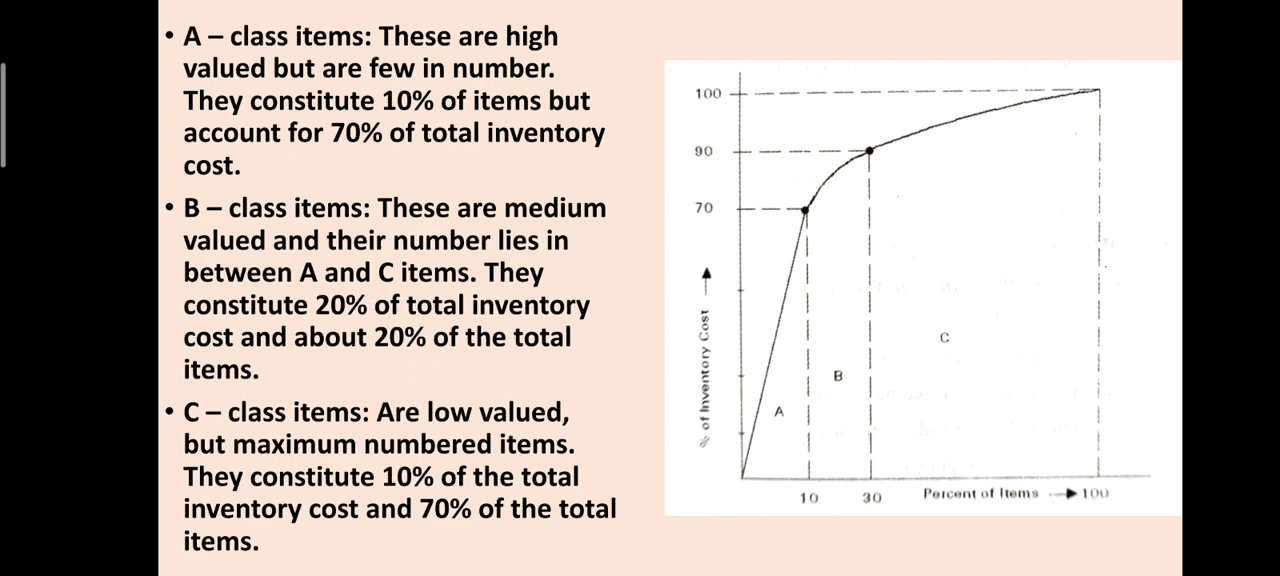 • A – class items: These are high
valued but are few in number.
They constitute 10% of items but
account for 70% of total inventory
cost.
• B – class items: These are medium
valued and their number lies in
between A and C items. They
constitute 20% of total inventory
cost and about 20% of the total
items.
• C – class items: Are low valued,
but maximum numbered items.
They constitute 10% of the total
inventory cost and 70% of the total
items.
100
90
70
% of Inventory Cost
A
B
C
10
30
Percent of Items
100